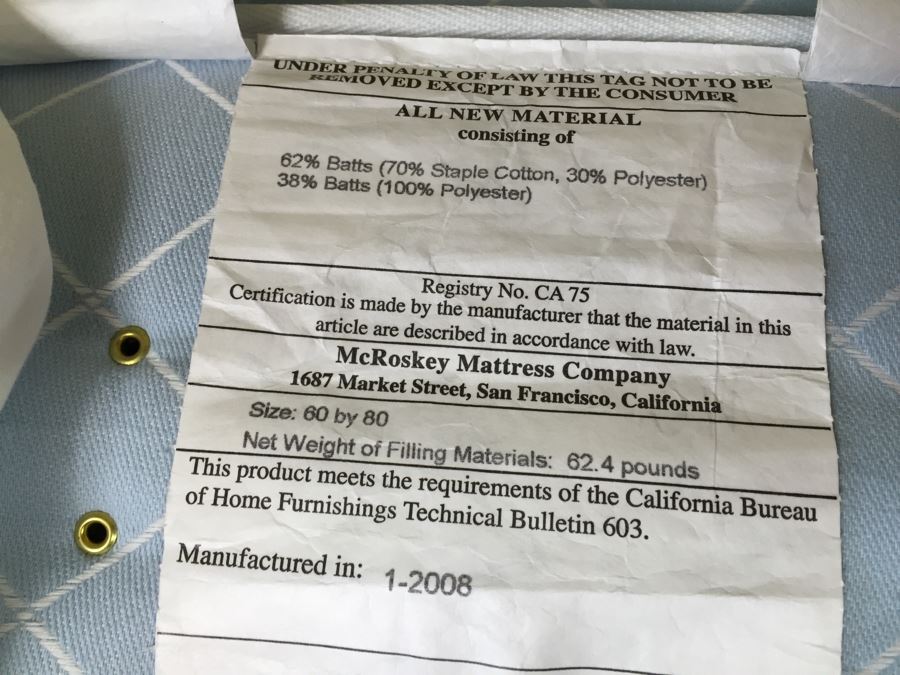 UNDER PENALTY OF LAW THIS TAG NOT TO BE
REMOVED EXCEPT BY THE CONSUMER
ALL NEW MATERIAL
consisting of
62% Batts (70% Staple Cotton, 30% Polyester)
38% Batts (100% Polyester)
Registry No. CA 75
Certification is made by the manufacturer that the material in this
article are described in accordance with law.
McRoskey Mattress Company
1687 Market Street, San Francisco, California
Size: 60 by 80
Net Weight of Filling Materials: 62.4 pounds
This product meets the requirements of the California Bureau
of Home Furnishings Technical Bulletin 603.
Manufactured in: 1-2008